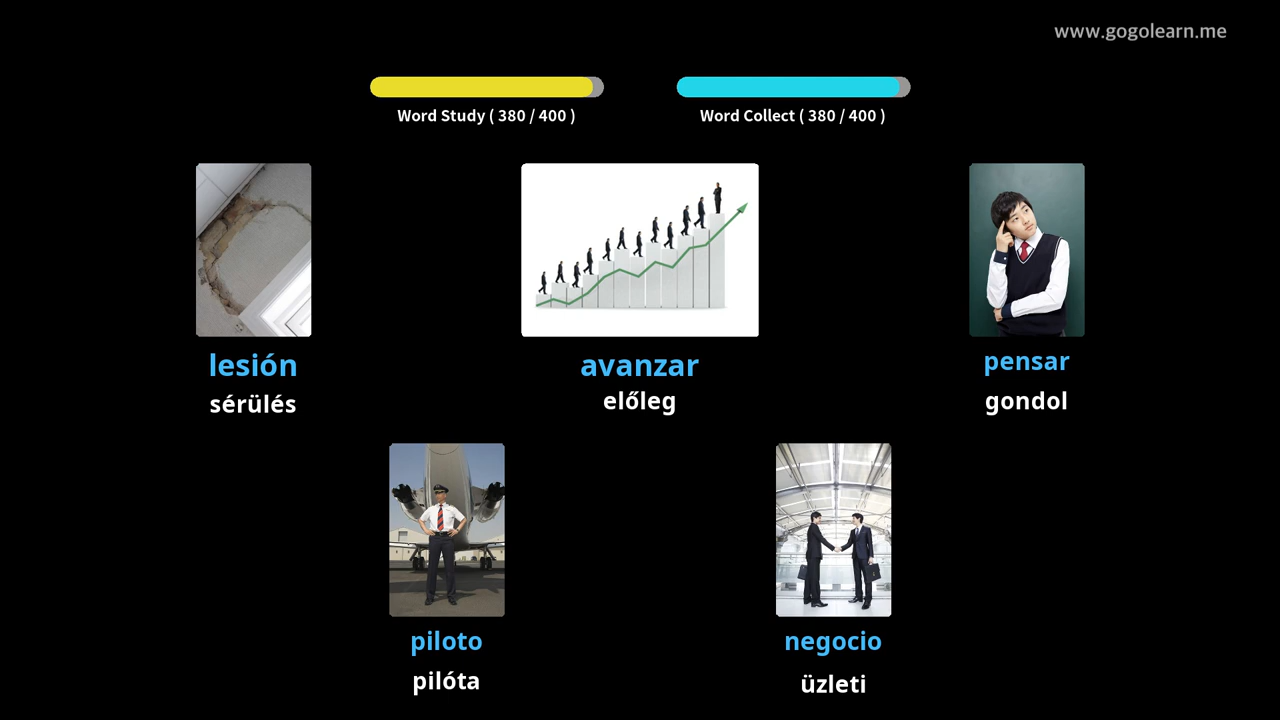 www.gogolearn.me
Word Study ( 380 / 400 )
Word Collect ( 380 / 400 )
lesión
sérülés
avanzar
előleg
pensar
gondol
piloto
pilóta
negocio
üzleti